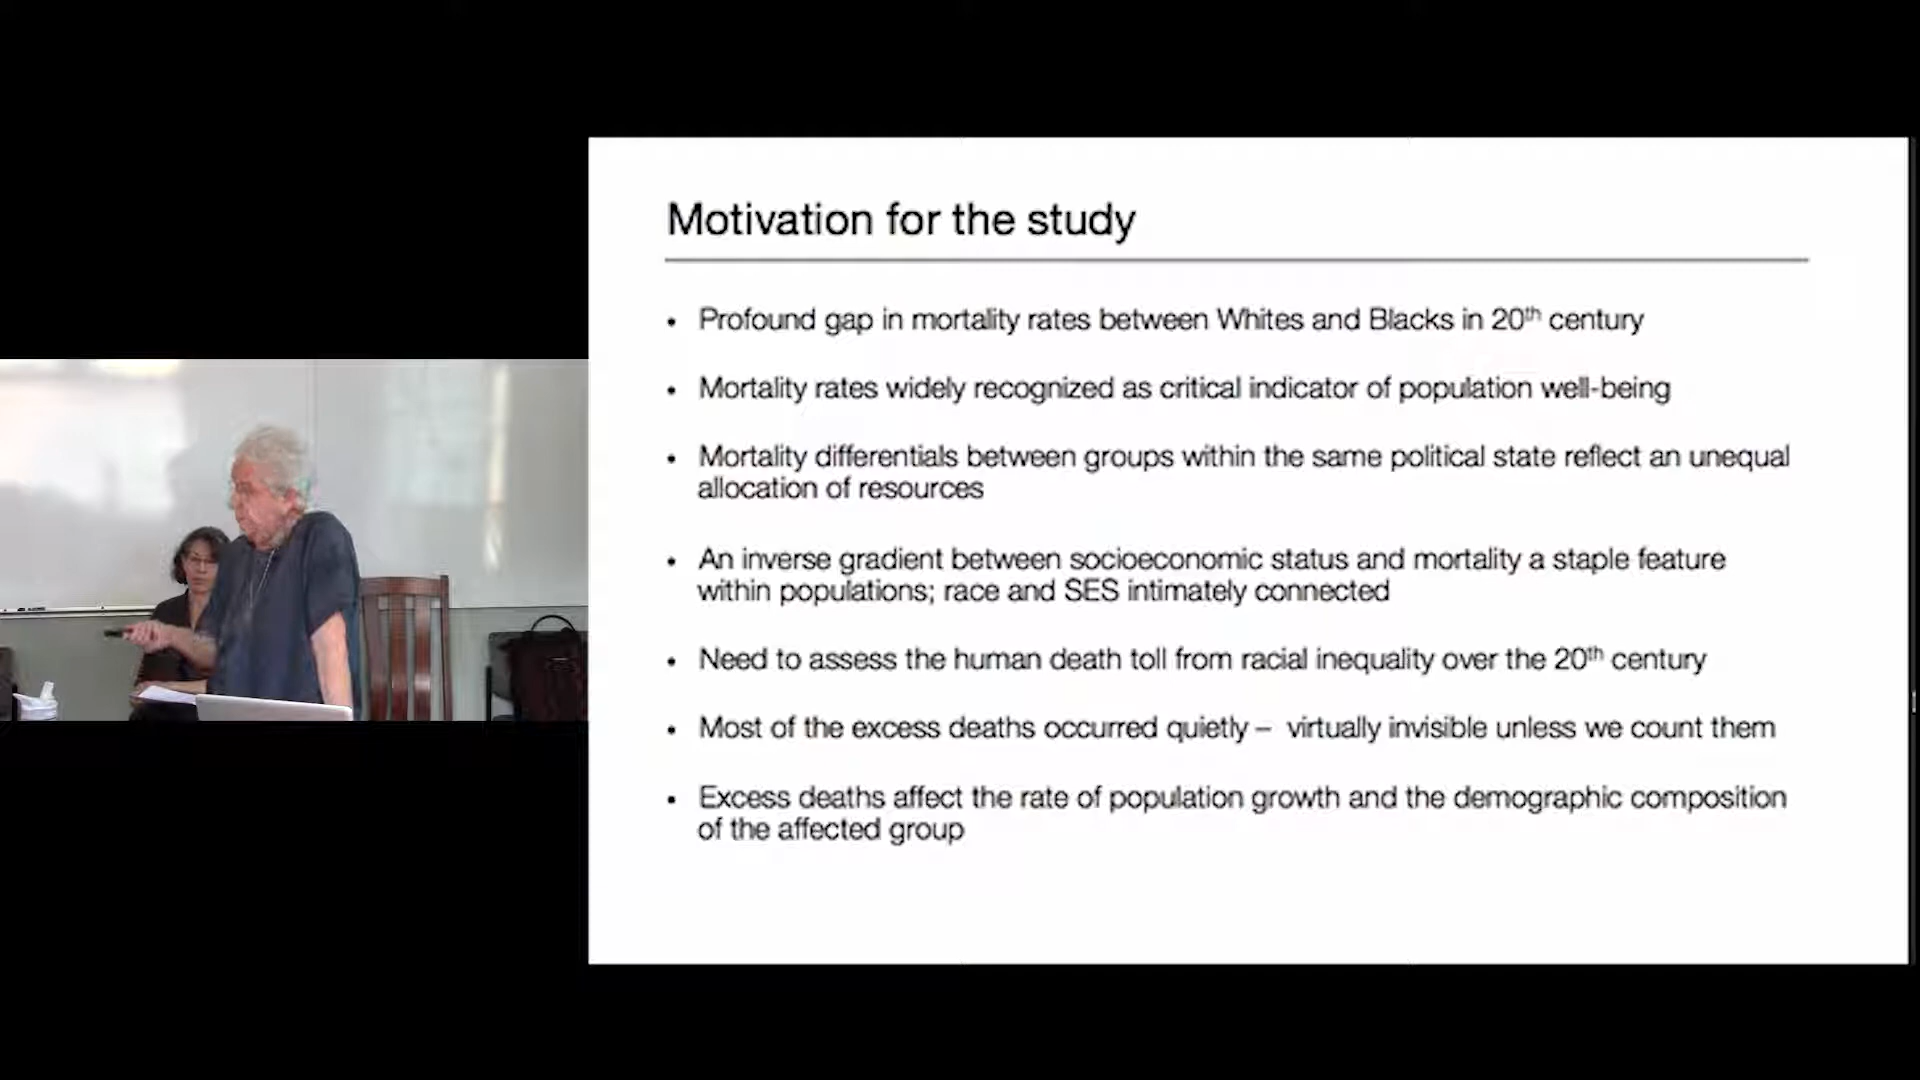 Motivation for the study
• Profound gap in mortality rates between Whites and Blacks in 20th century
• Mortality rates widely recognized as critical indicator of population well-being
• Mortality differentials between groups within the same political state reflect an unequal
allocation of resources
• An inverse gradient between socioeconomic status and mortality a staple feature
within populations; race and SES intimately connected
• Need to assess the human death toll from racial inequality over the 20th century
• Most of the excess deaths occurred quietly – virtually invisible unless we count them
• Excess deaths affect the rate of population growth and the demographic composition
of the affected group